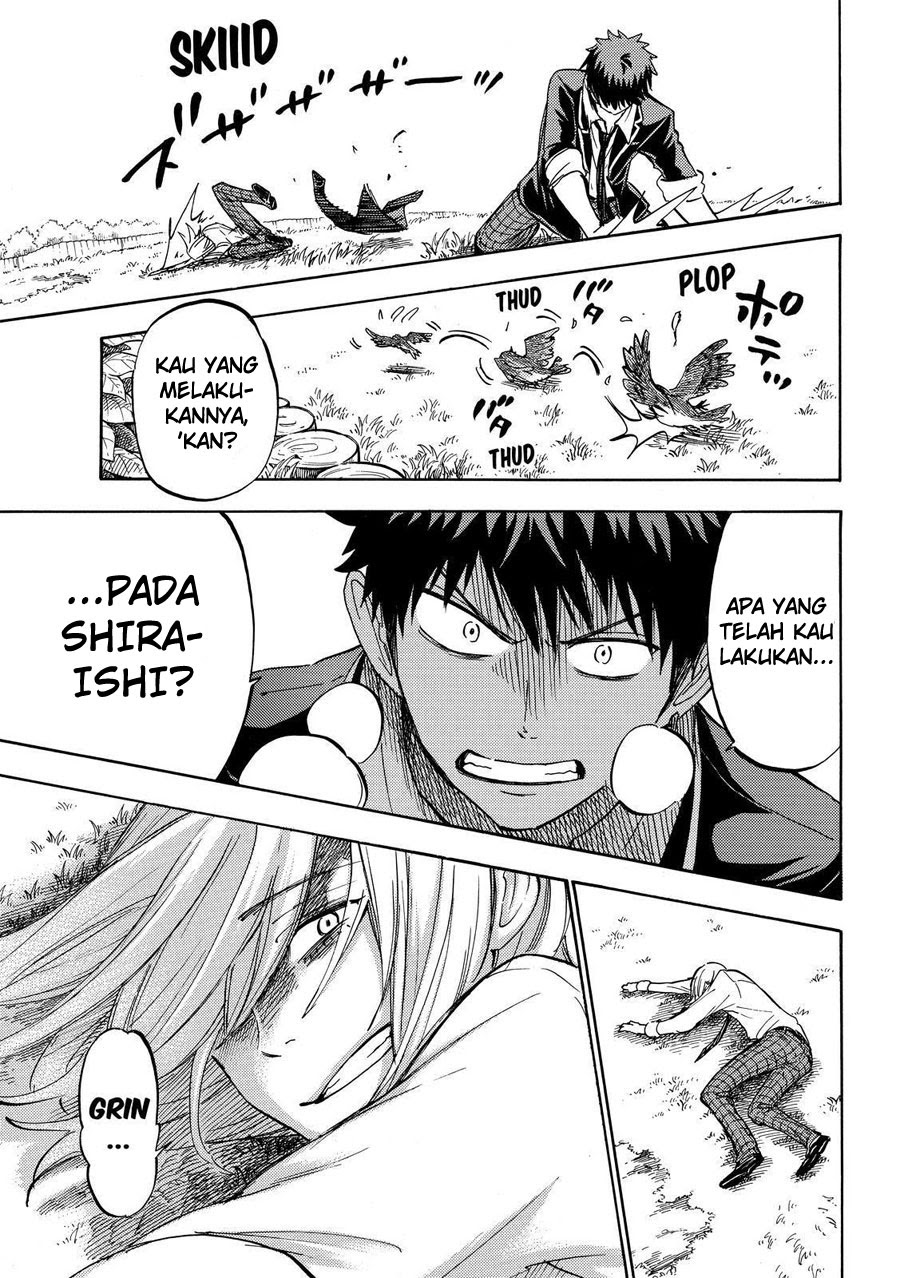 SKIIID
ズザザザザーッ
PLOP
ポテッ
THUD
バタ
THUD
バタ
KAU YANG
MELAKU-
KANNYA,
'KAN?
APA YANG
TELAH KAU
LAKUKAN...
...PADA
SHIRA-
ISHI?
GRIN
...